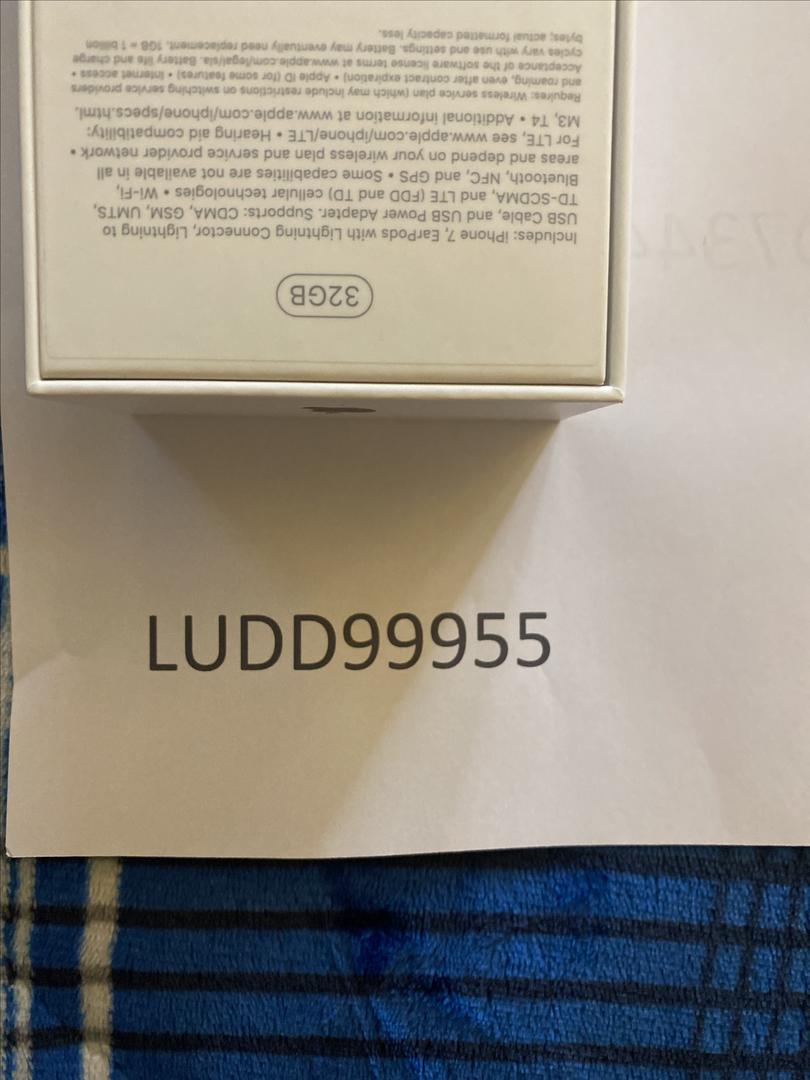 32GB
Includes: iPhone 7, EarPods with Lightning Connector, Lightning to
USB Cable, and USB Power Adapter. Supports: CDMA, GSM, UMTS,
TD-SCDMA, and LTE (FDD and TD) cellular technologies • Wi-Fi,
Bluetooth, NFC, and GPS • Some capabilities are not available in all
areas and depend on your wireless plan and service provider network •
For LTE, see www.apple.com/iphone/LTE • Hearing aid compatibility:
M3, T4 • Additional information at www.apple.com/iphone/specs.html.
Requires: Wireless service plan (which may include restrictions on switching service providers
and roaming, even after contract expiration) • Apple ID (for some features) • Internet access •
Acceptance of the software license terms at www.apple.com/legal/sla. Battery life and charge
cycles vary with use and settings. Battery may eventually need replacement. 1GB = 1 billion
bytes; actual formatted capacity less.
LUDD99955